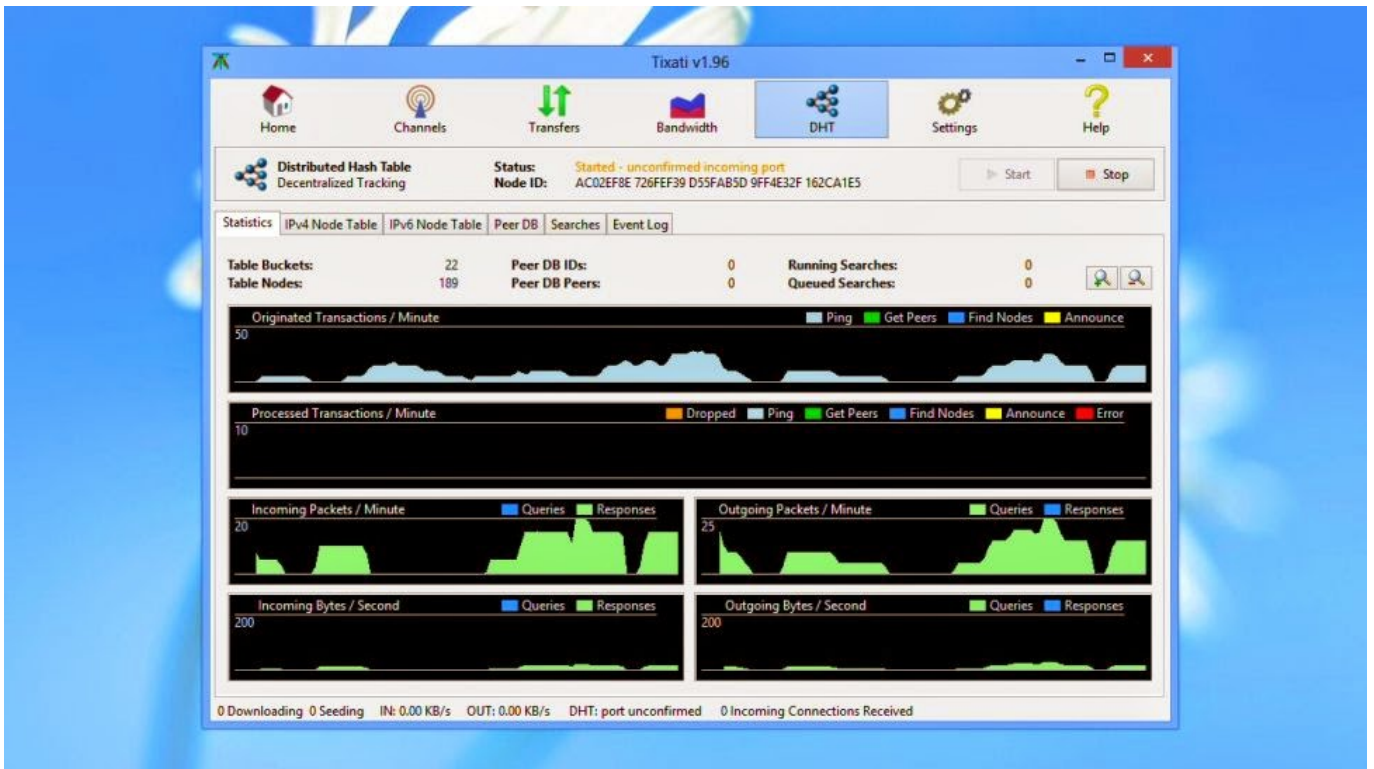 Tixati v1.96
Home Channels Transfers Bandwidth DHT Settings Help
Distributed Hash Table Status: Started - unconfirmed incoming port Start Stop
Decentralized Tracking Node ID: AC02EF8E 726FEF39 D55FAB5D 9FF4E32F 162CA1E5
Statistics IPv4 Node Table IPv6 Node Table Peer DB Searches Event Log
Table Buckets: 22 Peer DB IDs: 0 Running Searches: 0
Table Nodes: 189 Peer DB Peers: 0 Queued Searches: 0
Originated Transactions / Minute Ping Get Peers Find Nodes Announce
50
Processed Transactions / Minute Dropped Ping Get Peers Find Nodes Announce Error
10
Incoming Packets / Minute Queries Responses Outgoing Packets / Minute Queries Responses
20 25
Incoming Bytes / Second Queries Responses Outgoing Bytes / Second Queries Responses
200 200
0 Downloading 0 Seeding IN: 0.00 KB/s OUT: 0.00 KB/s DHT: port unconfirmed 0 Incoming Connections Received